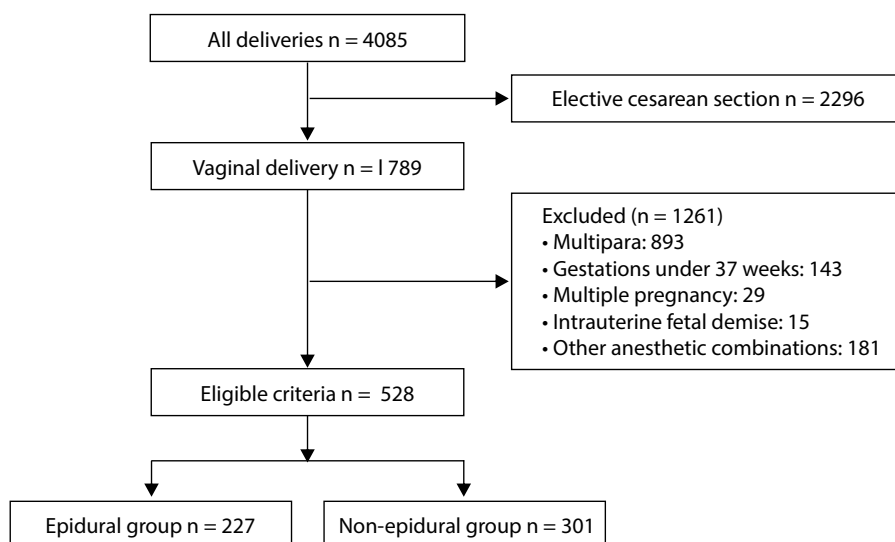 All deliveries n = 4085
Elective cesarean section n = 2296
Vaginal delivery n = l 789
Excluded (n = 1261)
• Multipara: 893
• Gestations under 37 weeks: 143
• Multiple pregnancy: 29
• Intrauterine fetal demise: 15
• Other anesthetic combinations: 181
Eligible criteria n = 528
Epidural group n = 227
Non-epidural group n = 301